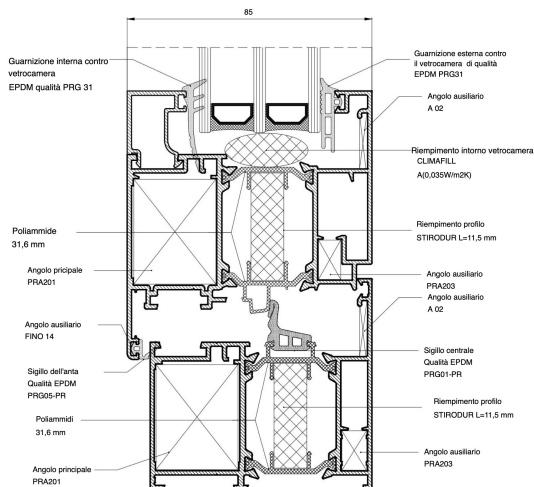 85
Guarnizione interna contro
vetrocamera
EPDM qualità PRG 31
Guarnizione esterna contro
il vetrocamera di qualità
EPDM PRG31
Angolo ausiliario
A 02
Riempimento intorno vetrocamera
CLIMAFILL
A(0,035W/m2K)
Poliammide
31,6 mm
Riempimento profilo
STIRODUR L=11,5 mm
Angolo pricipale
PRA201
Angolo ausiliario
PRA203
Angolo ausiliario
A 02
Angolo ausiliario
FINO 14
Sigillo centrale
Qualità EPDM
PRG01-PR
Sigillo dell'anta
Qualità EPDM
PRG05-PR
Riempimento profilo
STIRODUR L=11,5 mm
Poliammidi
31,6 mm
Angolo ausiliario
PRA203
Angolo principale
PRA201